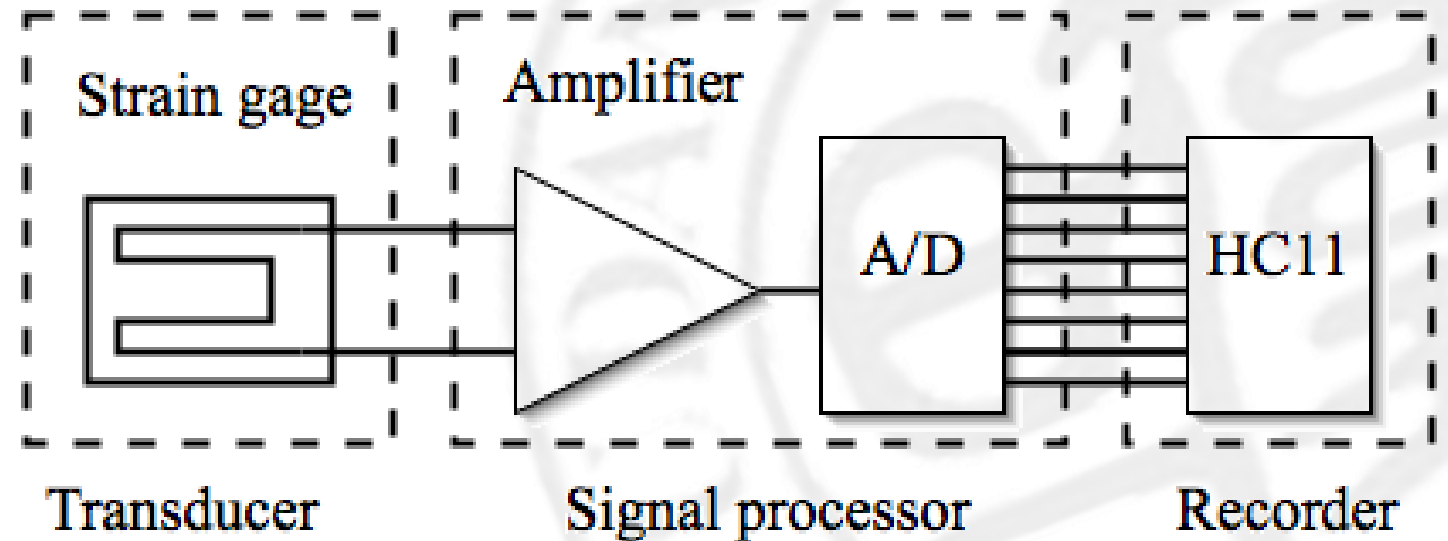 Strain gage
Amplifier
A/D
HC11
Transducer
Signal processor
Recorder